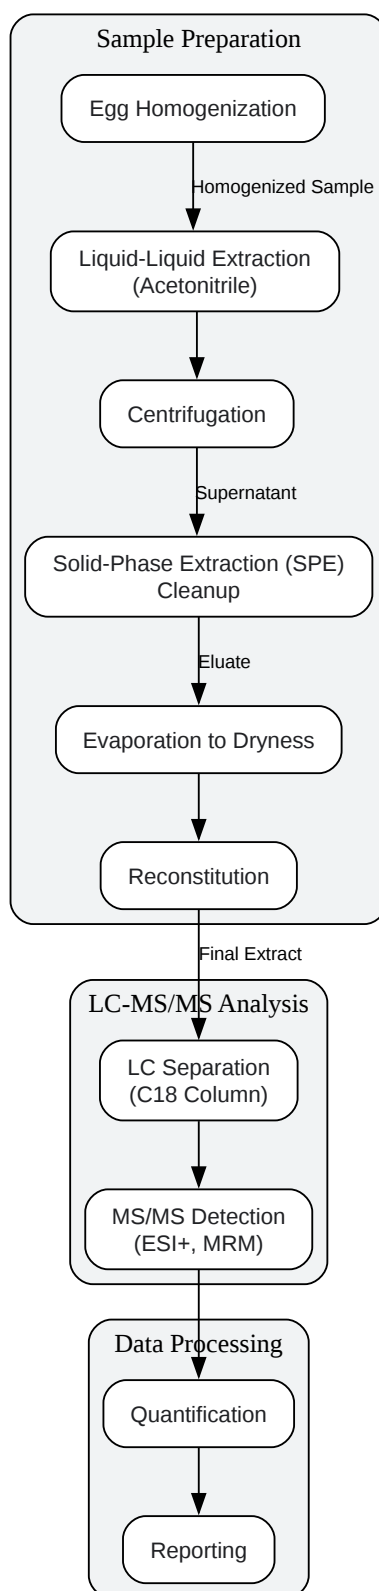 Sample Preparation
Egg Homogenization
Homogenized Sample
Liquid-Liquid Extraction
(Acetonitrile)
Centrifugation
Supernatant
Solid-Phase Extraction (SPE)
Cleanup
Eluate
Evaporation to Dryness
Reconstitution
Final Extract
LC-MS/MS Analysis
LC Separation
(C18 Column)
MS/MS Detection
(ESI+, MRM)
Data Processing
Quantification
Reporting